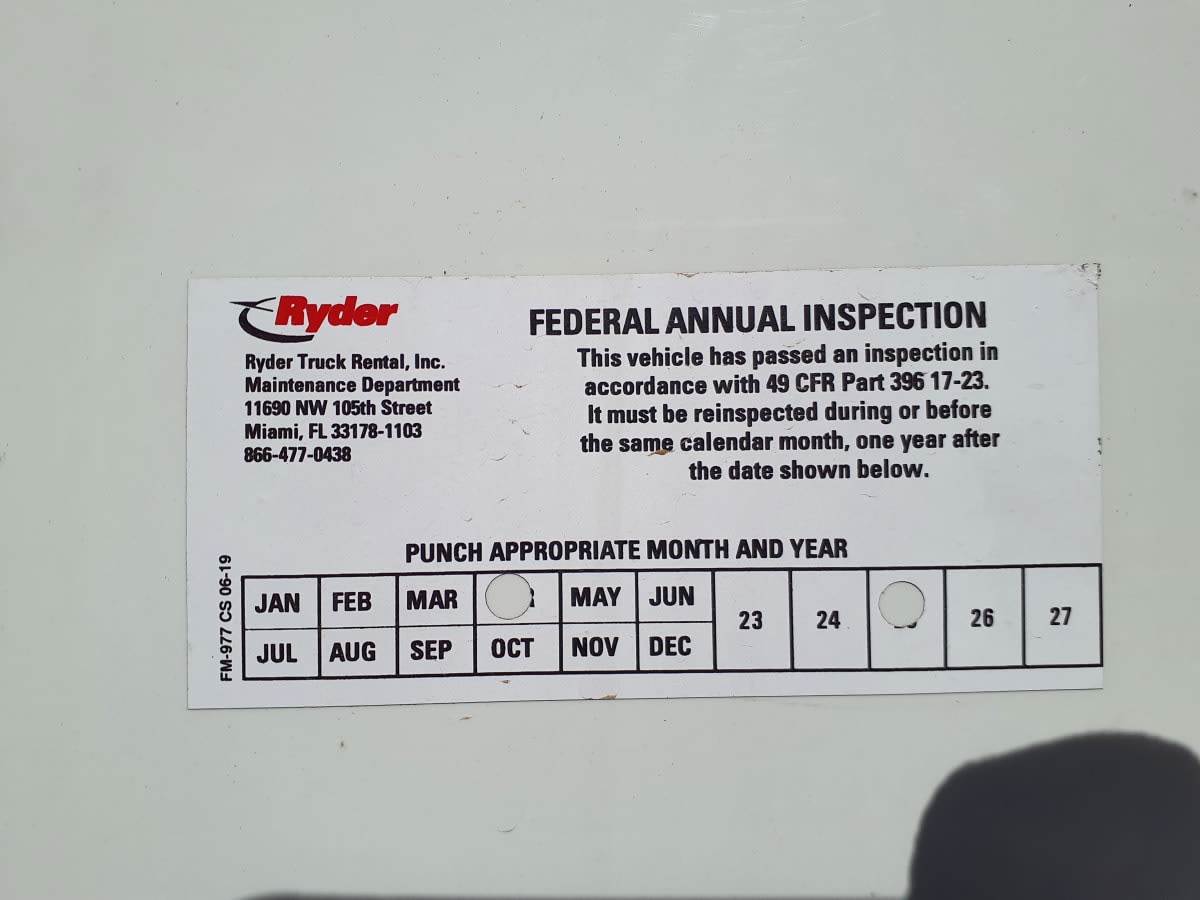 Ryder
Ryder Truck Rental, Inc.
Maintenance Department
11690 NW 105th Street
Miami, FL 33178-1103
866-477-0438
FEDERAL ANNUAL INSPECTION
This vehicle has passed an inspection in
accordance with 49 CFR Part 396 17-23.
It must be reinspected during or before
the same calendar month, one year after
the date shown below.
PUNCH APPROPRIATE MONTH AND YEAR
FM-977 CS 06-19
JAN FEB MAR MAY JUN
23 24 26 27
JUL AUG SEP OCT NOV DEC